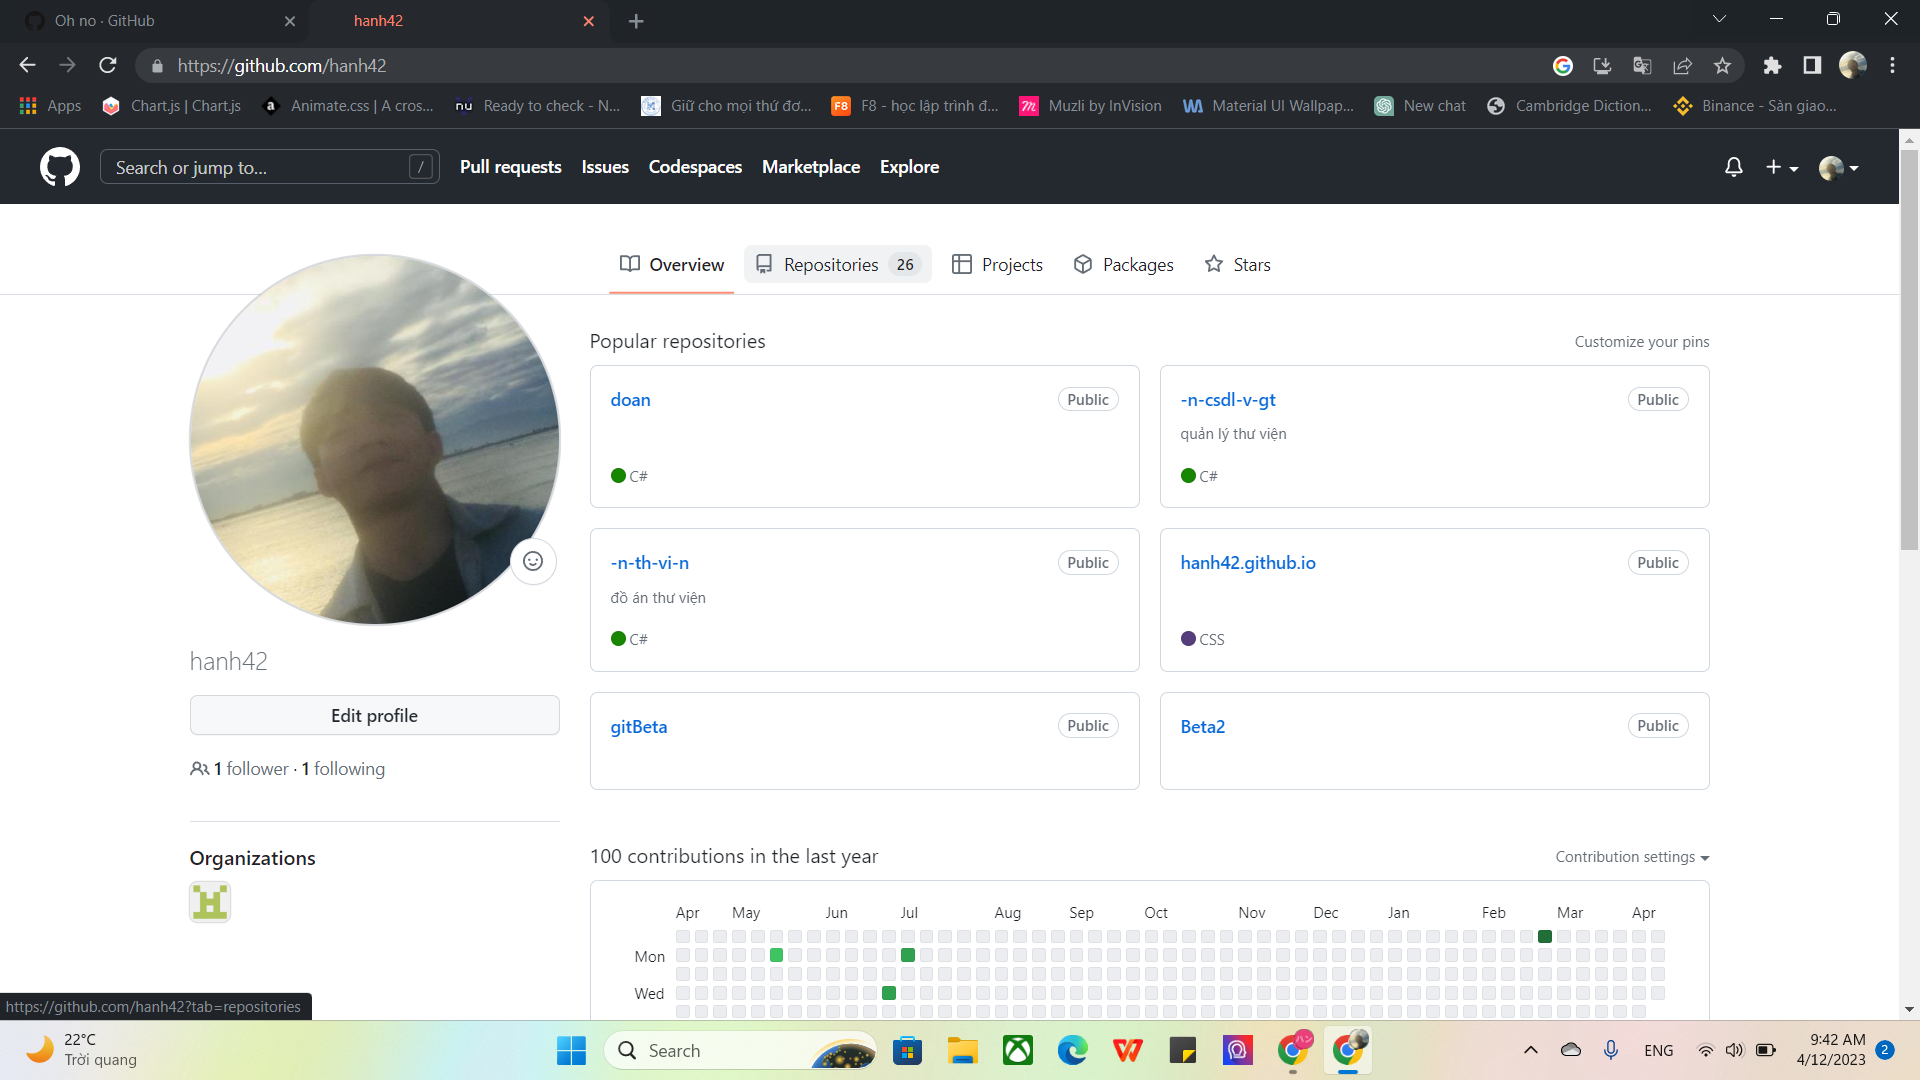 Oh no · GitHub
hanh42
https://github.com/hanh42
Apps
Chart.js | Chart.js
Animate.css | A cros...
Ready to check - N...
Giữ cho mọi thứ đơ...
F8 - học lập trình đ...
Muzli by InVision
Material UI Wallpap...
New chat
Cambridge Diction...
Binance - Sàn giao...
Search or jump to...
/
Pull requests
Issues
Codespaces
Marketplace
Explore
Overview
Repositories 26
Projects
Packages
Stars
Popular repositories
Customize your pins
doan
Public
C#
-n-csdl-v-gt
Public
quản lý thư viện
C#
-n-th-vi-n
Public
đồ án thư viện
C#
hanh42.github.io
Public
CSS
gitBeta
Public
Beta2
Public
hanh42
Edit profile
1 follower · 1 following
Organizations
100 contributions in the last year
Contribution settings
Apr May Jun Jul Aug Sep Oct Nov Dec Jan Feb Mar Apr
Mon
Wed
https://github.com/hanh42?tab=repositories
22°C
Trời quang
Search
ENG
9:42 AM
4/12/2023
2